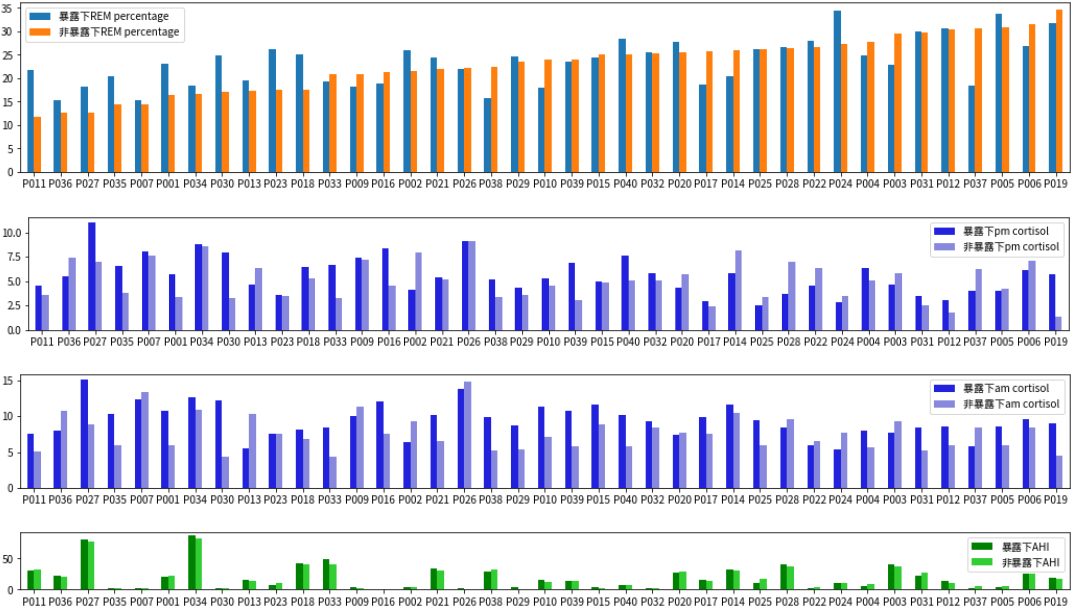 35
30
25
20
15
10
5
0
暴露下REM percentage
非暴露下REM percentage
P011 P036 P027 P035 P007 P001 P034 P030 P013 P023 P018 P033 P009 P016 P002 P021 P026 P038 P029 P010 P039 P015 P040 P032 P020 P017 P014 P025 P028 P022 P024 P004 P003 P031 P012 P037 P005 P006 P019
10.0
7.5
5.0
2.5
0.0
暴露下pm cortisol
非暴露下pm cortisol
P011 P036 P027 P035 P007 P001 P034 P030 P013 P023 P018 P033 P009 P016 P002 P021 P026 P038 P029 P010 P039 P015 P040 P032 P020 P017 P014 P025 P028 P022 P024 P004 P003 P031 P012 P037 P005 P006 P019
15
10
5
0
暴露下am cortisol
非暴露下am cortisol
P011 P036 P027 P035 P007 P001 P034 P030 P013 P023 P018 P033 P009 P016 P002 P021 P026 P038 P029 P010 P039 P015 P040 P032 P020 P017 P014 P025 P028 P022 P024 P004 P003 P031 P012 P037 P005 P006 P019
50
0
暴露下AHI
非暴露下AHI
P011 P036 P027 P035 P007 P001 P034 P030 P013 P023 P018 P033 P009 P016 P002 P021 P026 P038 P029 P010 P039 P015 P040 P032 P020 P017 P014 P025 P028 P022 P024 P004 P003 P031 P012 P037 P005 P006 P019